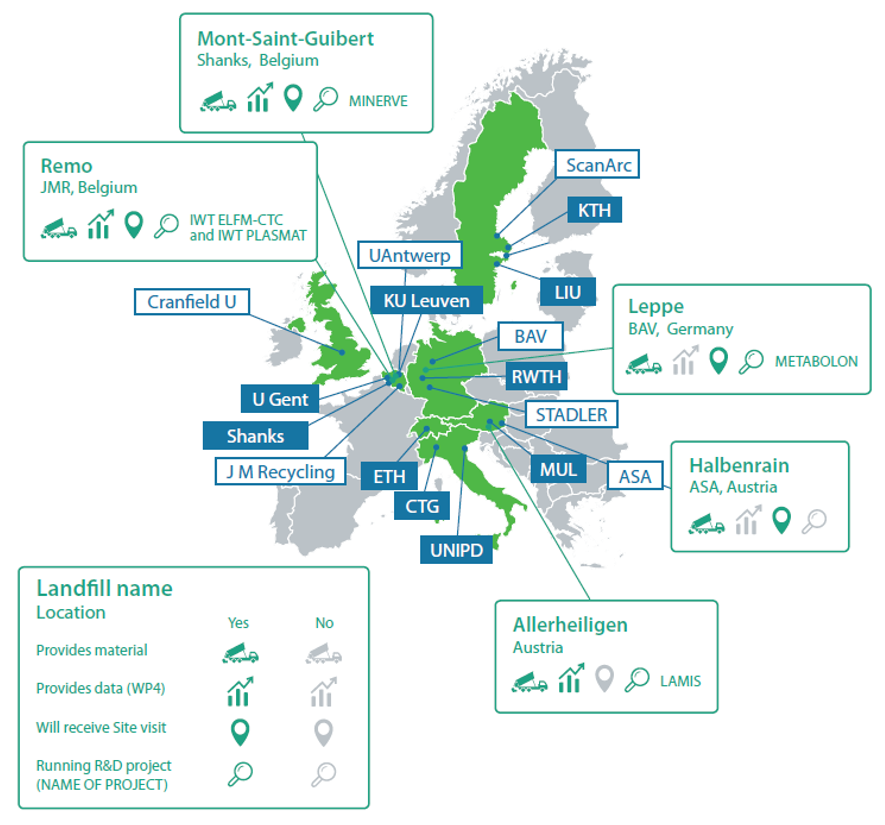 Mont-Saint-Guibert
Shanks, Belgium
MINERVE
Remo
JMR, Belgium
IWT ELFM-CTC
and IWT PLASMAT
ScanArc
KTH
UAntwerp
Cranfield U
KU Leuven
LIU
Leppe
BAV, Germany
METABOLON
BAV
RWTH
U Gent
STADLER
Shanks
J M Recycling
ETH
MUL
ASA
Halbenrain
ASA, Austria
CTG
UNIPD
Landfill name
Location
Yes
No
Provides material
Provides data (WP4)
Will receive Site visit
Running R&D project
(NAME OF PROJECT)
Allerheiligen
Austria
LAMIS